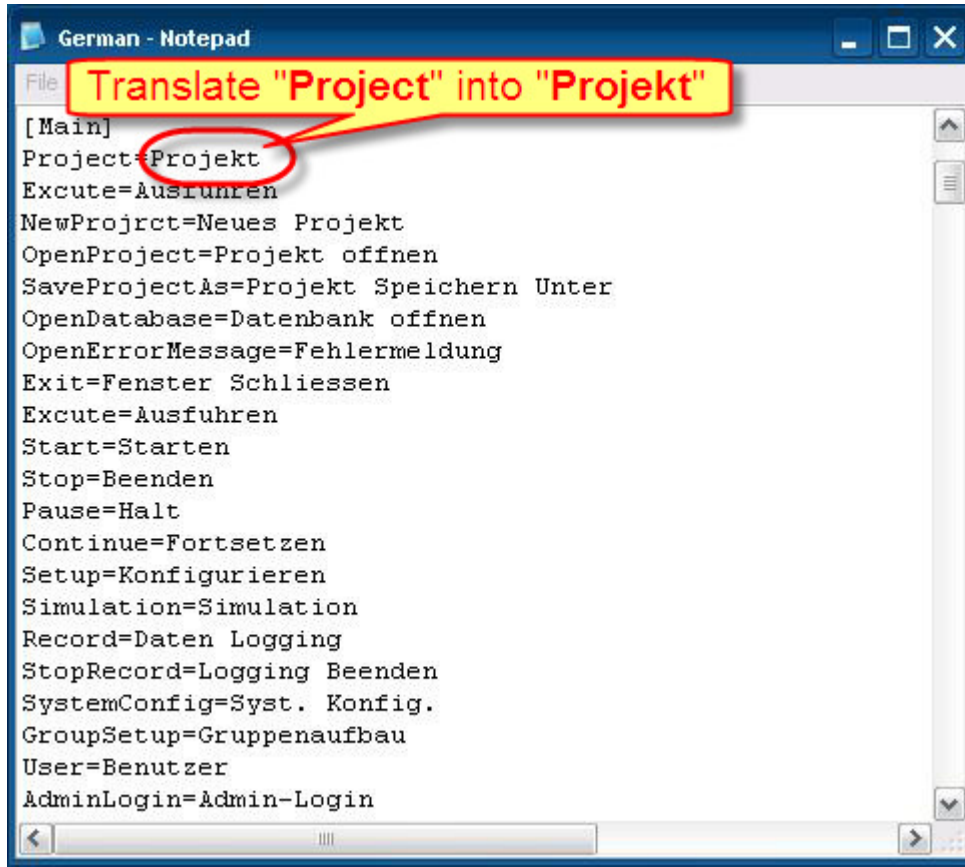 German - Notepad
File
Translate "Project" into "Projekt"
[Main]
Project=Projekt
Excute=Ausfuhren
NewProjrct=Neues Projekt
OpenProject=Projekt offnen
SaveProjectAs=Projekt Speichern Unter
OpenDatabase=Datenbank offnen
OpenErrorMessage=Fehlermeldung
Exit=Fenster Schliessen
Excute=Ausfuhren
Start=Starten
Stop=Beenden
Pause=Halt
Continue=Fortsetzen
Setup=Konfigurieren
Simulation=Simulation
Record=Daten Logging
StopRecord=Logging Beenden
SystemConfig=Syst. Konfig.
GroupSetup=Gruppenaufbau
User=Benutzer
AdminLogin=Admin-Login